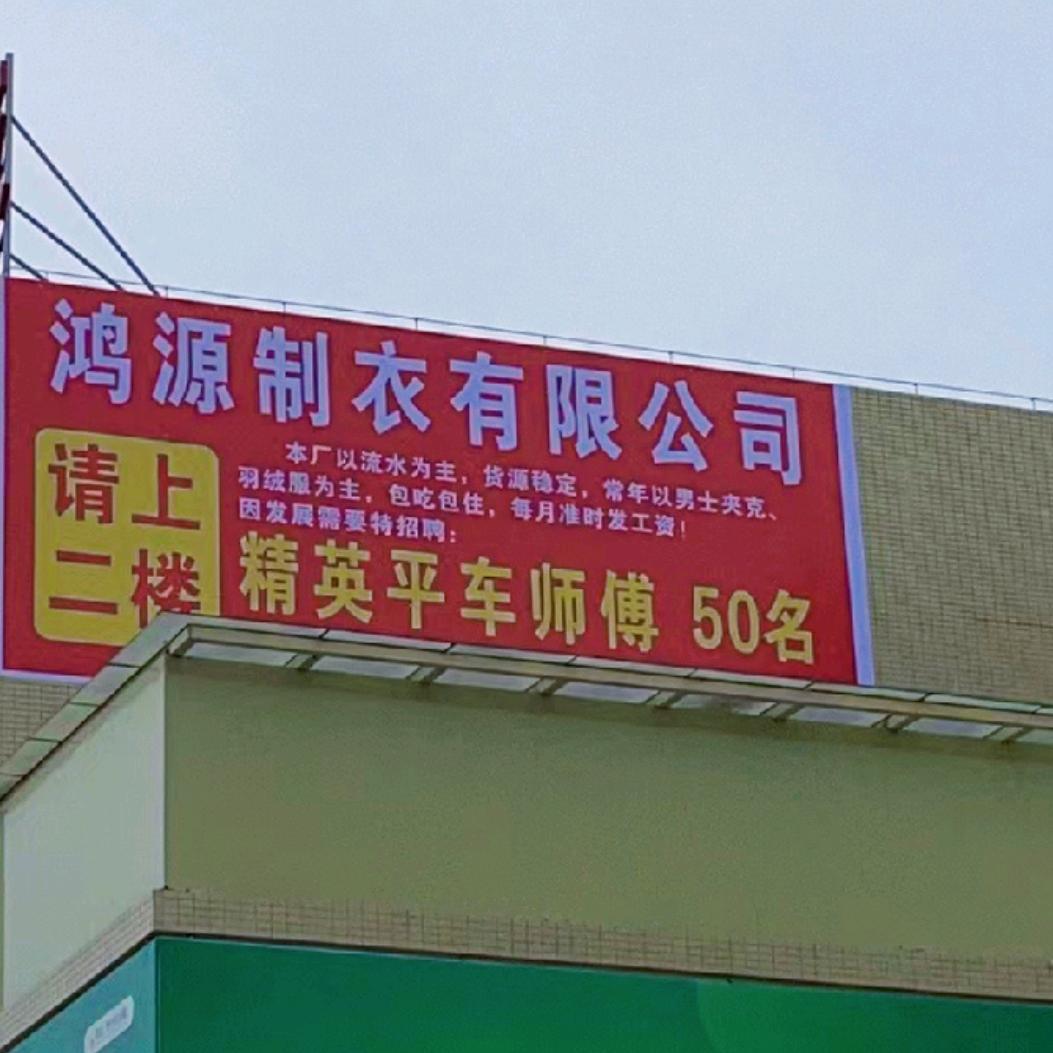 鸿源制衣有限公司
请上
二楼
本厂以流水为主，货源稳定，常年以男士夹克、
羽绒服为主，包吃包住，每月准时发工资！
因发展需要特招聘：
精英平车师傅 50名